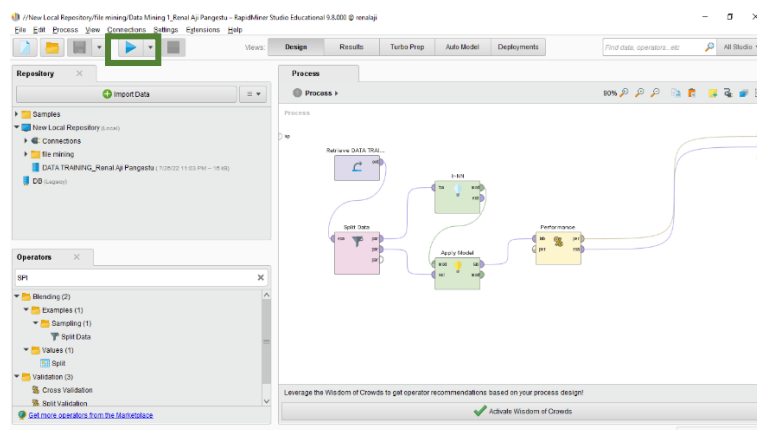 //New Local Repository/file mining/Data Mining 1_Renal Aji Pangestu – RapidMiner Studio Educational 9.8.000 @ renalaji
File Edit Process View Connections Settings Extensions Help
Views: Design Results Turbo Prep Auto Model Deployments Find data, operators...etc All Studio
Repository
Import Data
Samples
New Local Repository (Local)
Connections
file mining
DATA TRAINING_Renal Aji Pangestu
DB (Legacy)
Operators
SPl
Blending (2)
Examples (1)
Sampling (1)
Split Data
Values (1)
Split
Validation (3)
Cross Validation
Split Validation
Get more operators from the Marketplace
Process
Process
90%
Process
Retrieve DATA TRAI...
out
k-NN
tra mod
exa
Split Data
exa par
par
par
Apply Model
mod lab
unl mod
Performance
lab per
per exa
Leverage the Wisdom of Crowds to get operator recommendations based on your process design!
Activate Wisdom of Crowds